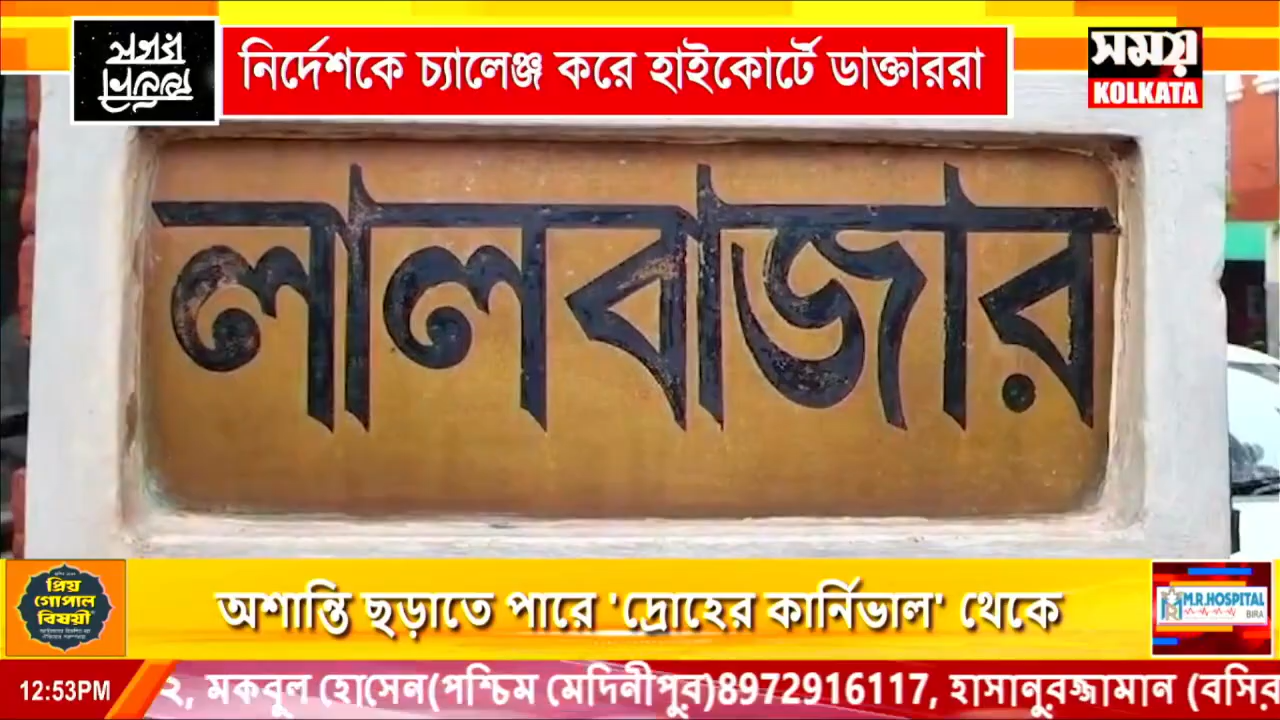 নির্দেশকে চ্যালেঞ্জ করে হাইকোর্টে ডাক্তাররা
সময়
KOLKATA
লালবাজার
প্রিয়
গোপাল
বিষয়ী
অশান্তি ছড়াতে পারে 'দ্রোহের কার্নিভাল' থেকে
M.R.HOSPITAL
BIRA
12:53PM
২, মকবুল হোসেন(পশ্চিম মেদিনীপুর)8972916117, হাসানুরজ্জামান (বসির